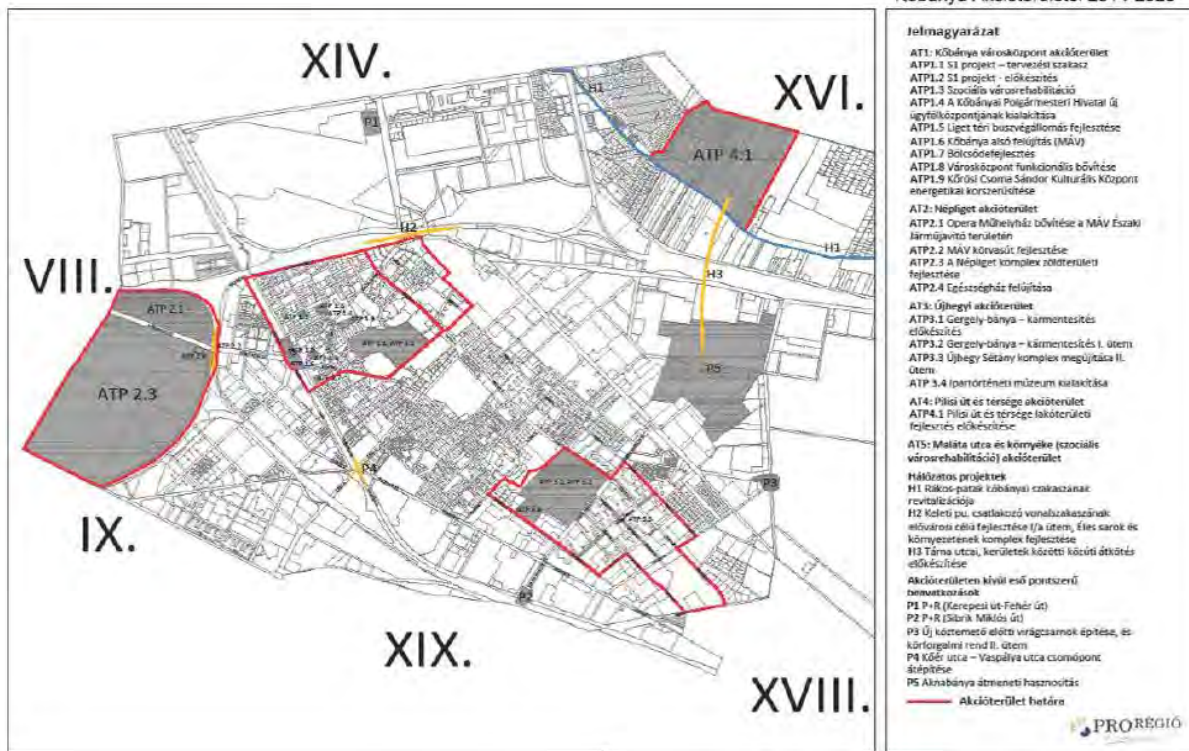 XIV.
XVI.
VIII.
IX.
XIX.
XVIII.
H1
P1
ATP 4.1
H2
H1
H3
ATP 2.1
ATP 2.3
P5
P4
P3
P2
Jelmagyarázat
AT1: Kőbánya városközpont akcióterület
ATP1.1 S1 projekt – tervezési szakasz
ATP1.2 S1 projekt - előkészítés
ATP1.3 Szociális városrehabilitáció
ATP1.4 A Kőbányai Polgármesteri Hivatal új
ügyfélközpontjának kialakítása
ATP1.5 Liget téri buszvégállomás fejlesztése
ATP1.6 Kőbánya alsó felújítás (MÁV)
ATP1.7 Bölcsődefejlesztés
ATP1.8 Városközpont funkcionális bővítése
ATP1.9 Kőrösi Csoma Sándor Kulturális Központ
energetikai korszerűsítése
AT2: Népliget akcióterület
ATP2.1 Opera Műhelyház bővítése a MÁV Északi
Járműjavító területén
ATP2.2 MÁV körvasút fejlesztése
ATP2.3 A Népliget komplex zöldterületi
fejlesztése
ATP2.4 Egészségház felújítása
AT3: Újhegyi akcióterület
ATP3.1 Gergely-bánya – kármentesítés
előkészítés
ATP3.2 Gergely-bánya – kármentesítés I. ütem
ATP3.3 Újhegy Sétány komplex megújítása II.
ütem
ATP 3.4 Ipartörténeti múzeum kialakítása
AT4: Pilisi út és térsége akcióterület
ATP4.1 Pilisi út és térsége lakóterületi
fejlesztés előkészítése
AT5: Maláta utca és környéke (szociális
városrehabilitáció) akcióterület
Hálózatos projektek
H1 Rákos-patak kőbányai szakaszának
revitalizációja
H2 Keleti pu. csatlakozó vonalszakaszának
elővárosi célú fejlesztése I/a ütem, Éles sarok és
környezetének komplex fejlesztése
H3 Tárna utcai, kerületek közötti közúti átkötés
előkészítése
Akcióterületen kívül eső pontszerű
beavatkozások
P1 P+R (Kerepesi út-Fehér út)
P2 P+R (Sibrik Miklós út)
P3 Új köztemető előtti virágcsarnok építése, és
körforgalmi rend II. ütem
P4 Kőér utca – Vaspálya utca csomópont
átépítése
P5 Aknabánya átmeneti hasznosítás
Akcióterület határa
PRORÉGIÓ